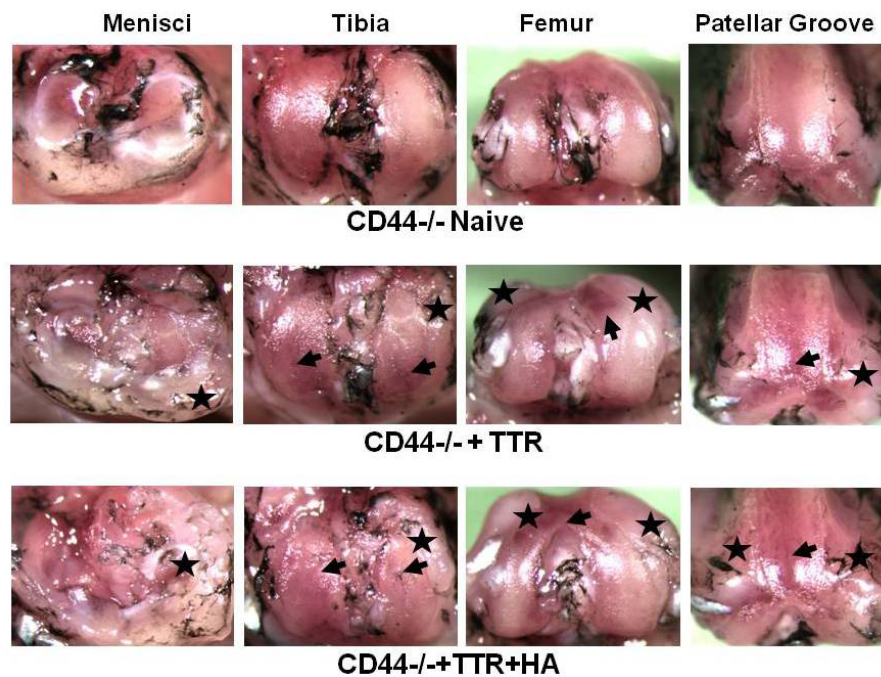 Menisci Tibia Femur Patellar Groove
CD44-/- Naive
CD44-/- + TTR
CD44-/-+TTR+HA